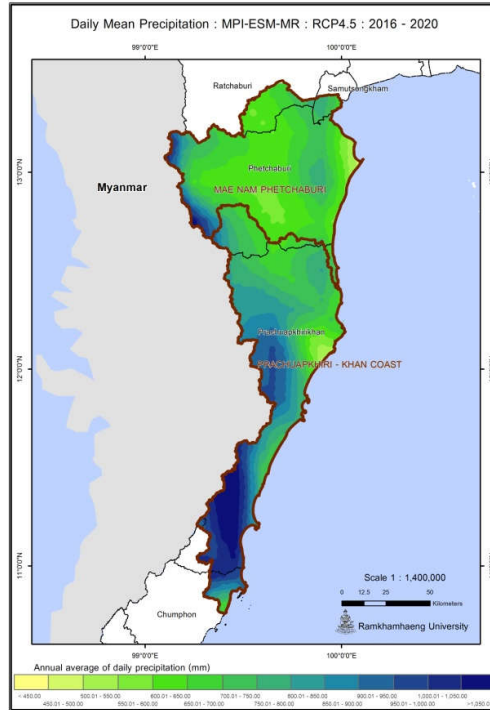 Daily Mean Precipitation : MPI-ESM-MR : RCP4.5 : 2016 - 2020
99°0'0"E 100°0'0"E
Ratchaburi
Samutsongkham
13°0'0"N
Phetchaburi
Myanmar
MAE NAM PHETCHABURI
Prachuapkhirikhan
12°0'0"N
PRACHUAPKHIRI - KHAN COAST
11°0'0"N
Scale 1 : 1,400,000
0 12.5 25 50
Kilometers
Chumphon
Ramkhamhaeng University
99°0'0"E 100°0'0"E
Annual average of daily precipitation (mm)
< 450.00 500.01 - 550.00 600.01-650.00 700.01 - 750.00 800.01 - 850.00 900.01-950.00 1,000.01-1,050.00
450.01 - 500.00 550.01 - 600.00 650.01 - 700.00 750.01-800.00 850.01 - 900.00 950.01 - 1,000.00 >1,050.0